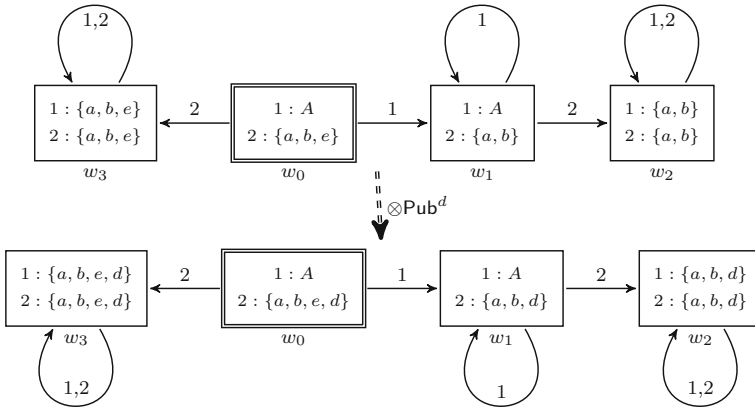 1,2 1 1,2
1 : {a, b, e} 2 1 : A 1 1 : A 2 1 : {a, b}
2 : {a, b, e} 2 : {a, b, e} 2 : {a, b} 2 : {a, b}
w₃ w₀ w₁ w₂
⊗Pubᵈ
1 : {a, b, e, d} 2 1 : A 1 1 : A 2 1 : {a, b, d}
2 : {a, b, e, d} 2 : {a, b, e, d} 2 : {a, b, d} 2 : {a, b, d}
w₃ w₀ w₁ w₂
1,2 1 1,2